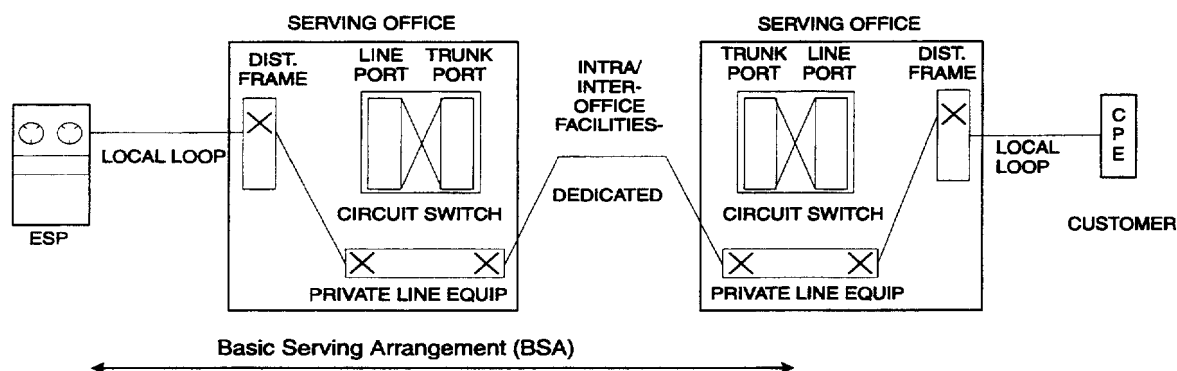 SERVING OFFICE
DIST.
FRAME
LINE
PORT
TRUNK
PORT
LOCAL LOOP
ESP
CIRCUIT SWITCH
PRIVATE LINE EQUIP
INTRA/
INTER-
OFFICE
FACILITIES-
DEDICATED
SERVING OFFICE
TRUNK
PORT
LINE
PORT
DIST.
FRAME
CIRCUIT SWITCH
PRIVATE LINE EQUIP
LOCAL
LOOP
C
P
E
CUSTOMER
Basic Serving Arrangement (BSA)